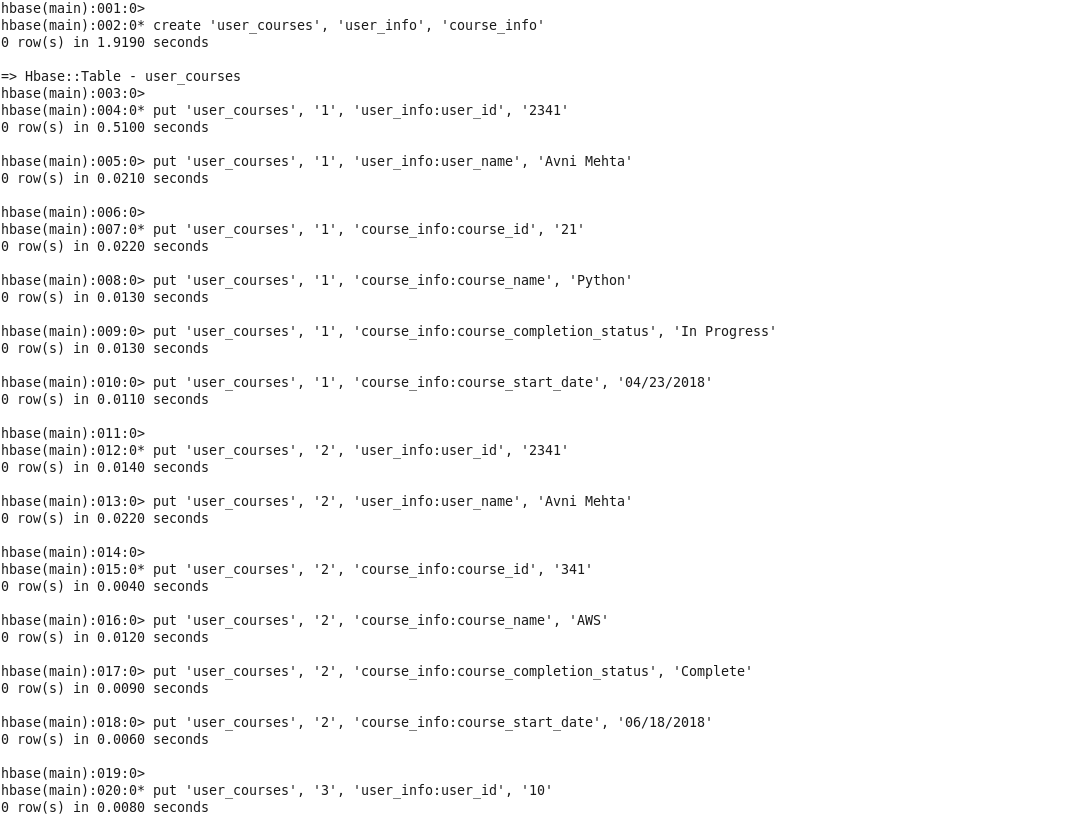 hbase(main):001:0>
hbase(main):002:0* create 'user_courses', 'user_info', 'course_info'
0 row(s) in 1.9190 seconds
=> Hbase::Table - user_courses
hbase(main):003:0>
hbase(main):004:0* put 'user_courses', '1', 'user_info:user_id', '2341'
0 row(s) in 0.5100 seconds
hbase(main):005:0> put 'user_courses', '1', 'user_info:user_name', 'Avni Mehta'
0 row(s) in 0.0210 seconds
hbase(main):006:0>
hbase(main):007:0* put 'user_courses', '1', 'course_info:course_id', '21'
0 row(s) in 0.0220 seconds
hbase(main):008:0> put 'user_courses', '1', 'course_info:course_name', 'Python'
0 row(s) in 0.0130 seconds
hbase(main):009:0> put 'user_courses', '1', 'course_info:course_completion_status', 'In Progress'
0 row(s) in 0.0130 seconds
hbase(main):010:0> put 'user_courses', '1', 'course_info:course_start_date', '04/23/2018'
0 row(s) in 0.0110 seconds
hbase(main):011:0>
hbase(main):012:0* put 'user_courses', '2', 'user_info:user_id', '2341'
0 row(s) in 0.0140 seconds
hbase(main):013:0> put 'user_courses', '2', 'user_info:user_name', 'Avni Mehta'
0 row(s) in 0.0220 seconds
hbase(main):014:0>
hbase(main):015:0* put 'user_courses', '2', 'course_info:course_id', '341'
0 row(s) in 0.0040 seconds
hbase(main):016:0> put 'user_courses', '2', 'course_info:course_name', 'AWS'
0 row(s) in 0.0120 seconds
hbase(main):017:0> put 'user_courses', '2', 'course_info:course_completion_status', 'Complete'
0 row(s) in 0.0090 seconds
hbase(main):018:0> put 'user_courses', '2', 'course_info:course_start_date', '06/18/2018'
0 row(s) in 0.0060 seconds
hbase(main):019:0>
hbase(main):020:0* put 'user_courses', '3', 'user_info:user_id', '10'
0 row(s) in 0.0080 seconds